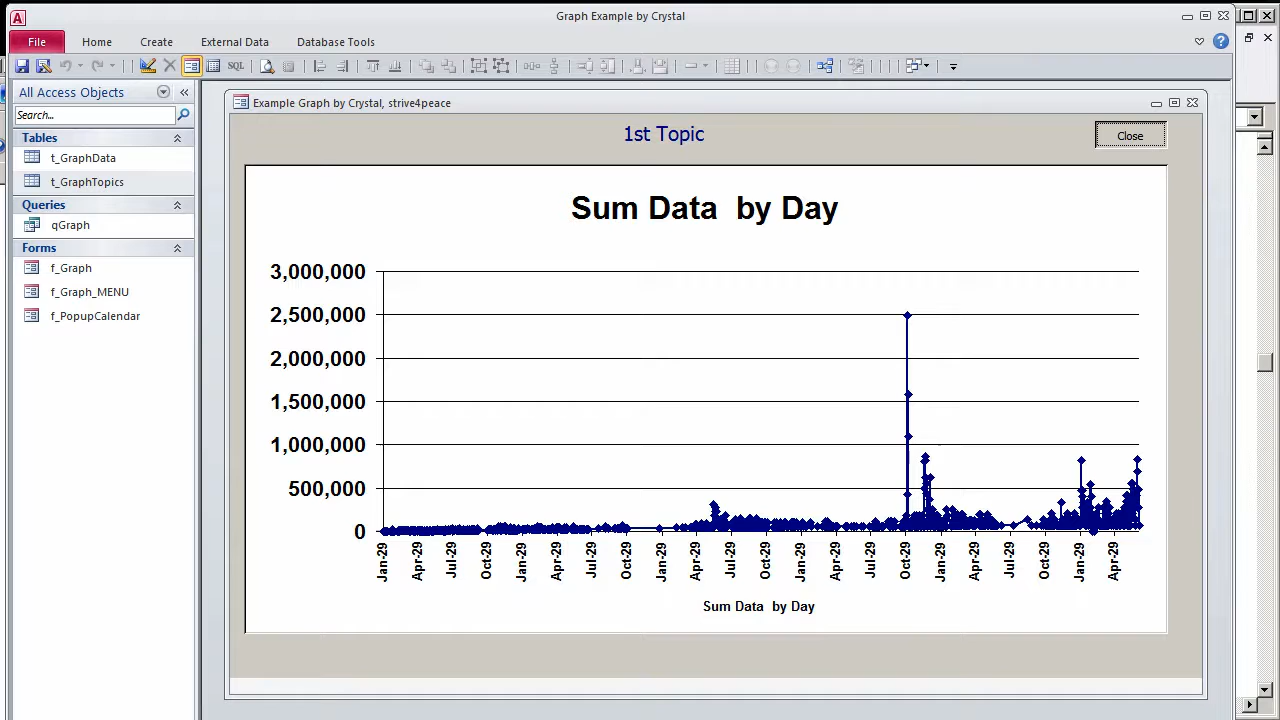 Graph Example by Crystal
File Home Create External Data Database Tools
SQL
All Access Objects
Search...
Tables
t_GraphData
t_GraphTopics
Queries
qGraph
Forms
f_Graph
f_Graph_MENU
f_PopupCalendar
Example Graph by Crystal, strive4peace
1st Topic
Close
Sum Data by Day
3,000,000
2,500,000
2,000,000
1,500,000
1,000,000
500,000
0
Jan-29 Apr-29 Jul-29 Oct-29 Jan-29 Apr-29 Jul-29 Oct-29 Jan-29 Apr-29 Jul-29 Oct-29 Jan-29 Apr-29 Jul-29 Oct-29 Jan-29 Apr-29 Jul-29 Oct-29 Jan-29 Apr-29
Sum Data by Day